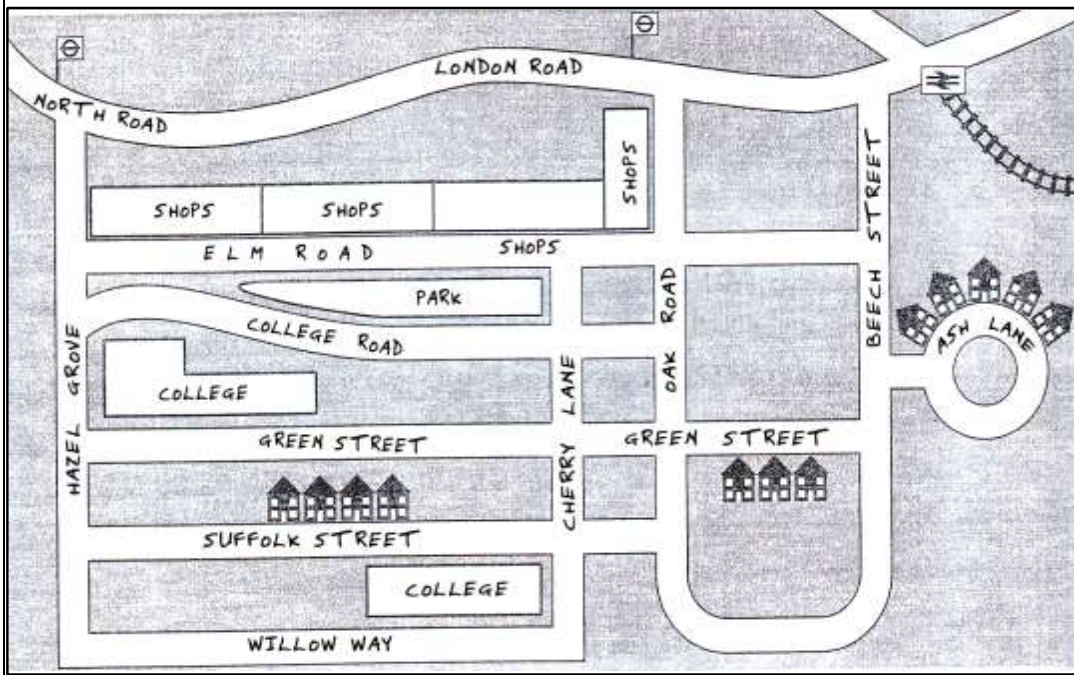 LONDON ROAD
NORTH ROAD
SHOPS
SHOPS
SHOPS
SHOPS
ELM ROAD
BEECH STREET
PARK
OAK ROAD
ASH LANE
COLLEGE ROAD
HAZEL GROVE
COLLEGE
CHERRY LANE
GREEN STREET
GREEN STREET
SUFFOLK STREET
COLLEGE
WILLOW WAY